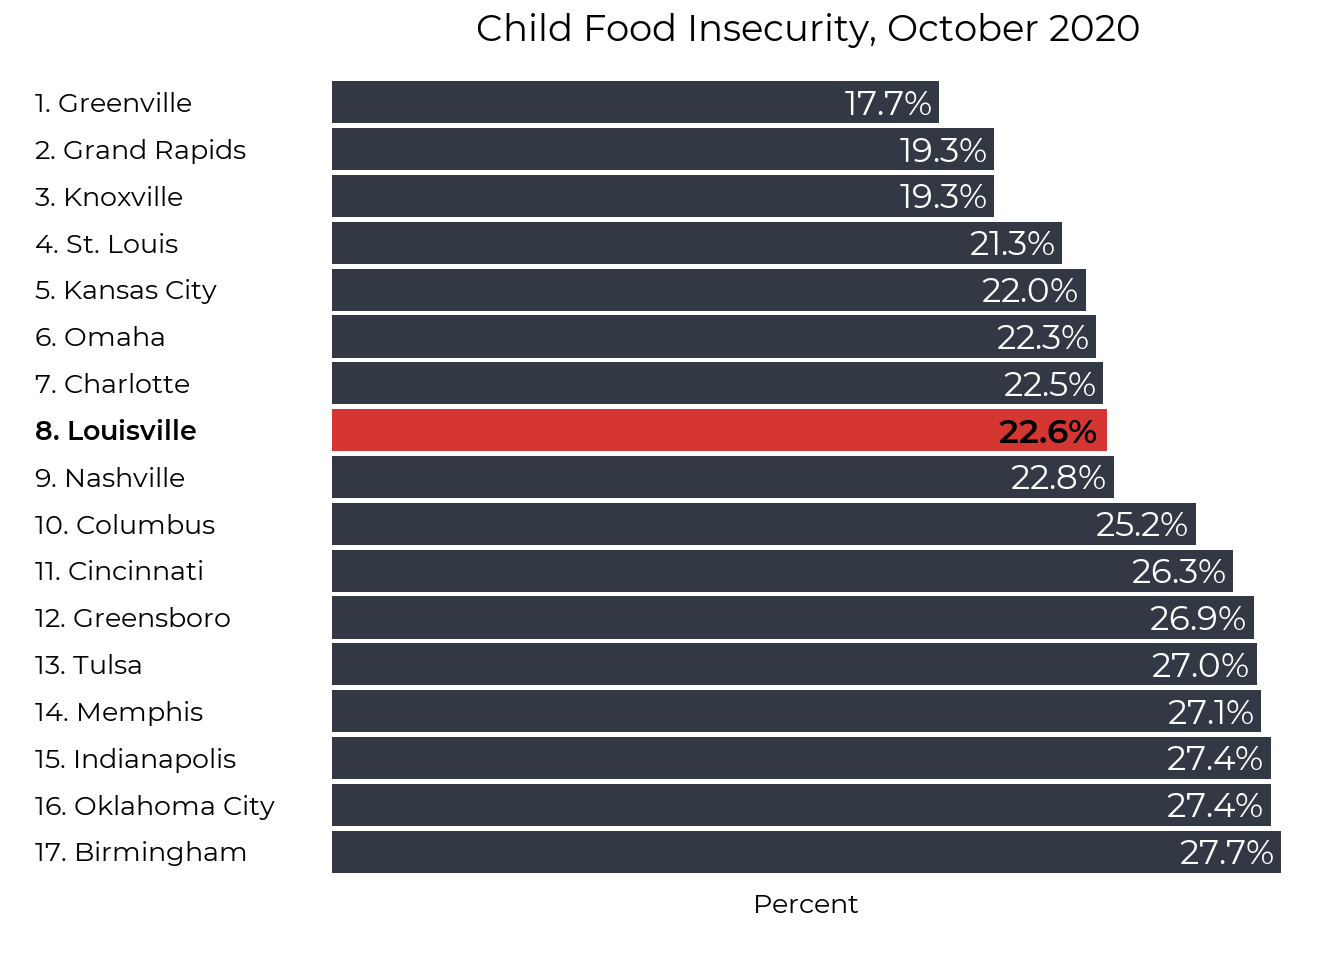 Child Food Insecurity, October 2020
1. Greenville 17.7%
2. Grand Rapids 19.3%
3. Knoxville 19.3%
4. St. Louis 21.3%
5. Kansas City 22.0%
6. Omaha 22.3%
7. Charlotte 22.5%
8. Louisville 22.6%
9. Nashville 22.8%
10. Columbus 25.2%
11. Cincinnati 26.3%
12. Greensboro 26.9%
13. Tulsa 27.0%
14. Memphis 27.1%
15. Indianapolis 27.4%
16. Oklahoma City 27.4%
17. Birmingham 27.7%
Percent